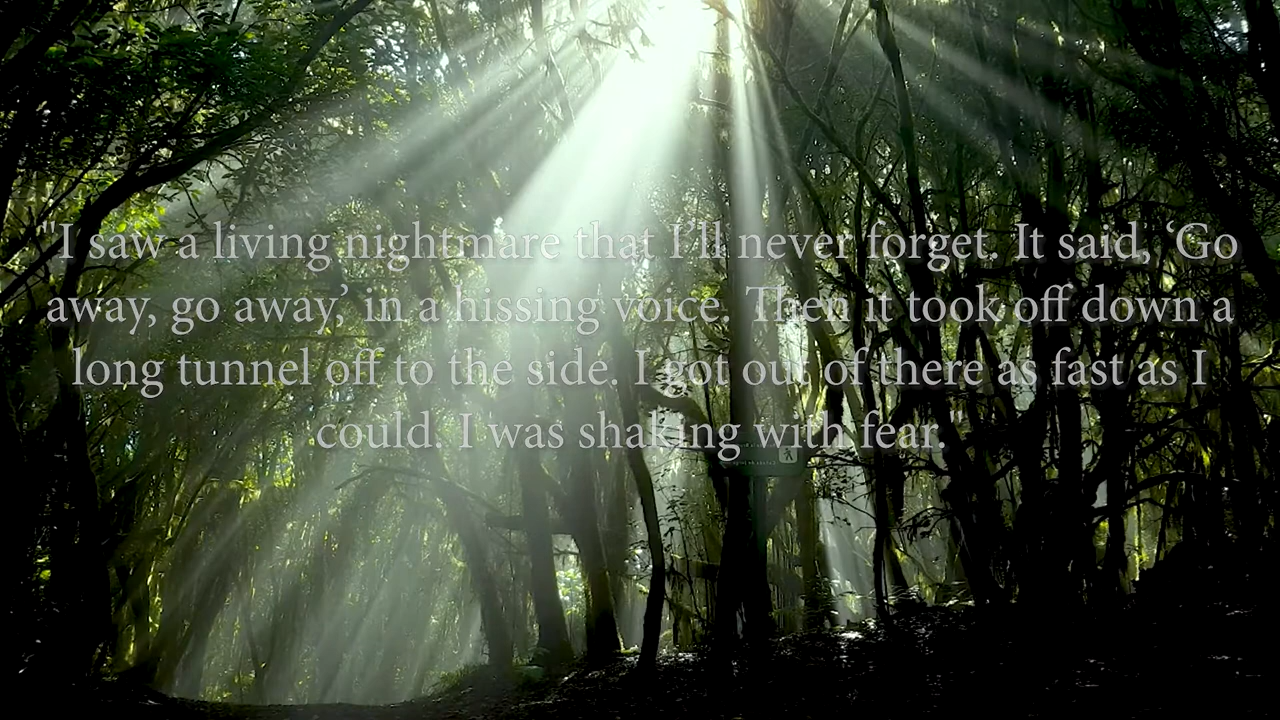 "I saw a living nightmare that I’ll never forget. It said, ‘Go
away, go away,’ in a hissing voice. Then it took off down a
long tunnel off to the side. I got out of there as fast as I
could. I was shaking with fear."